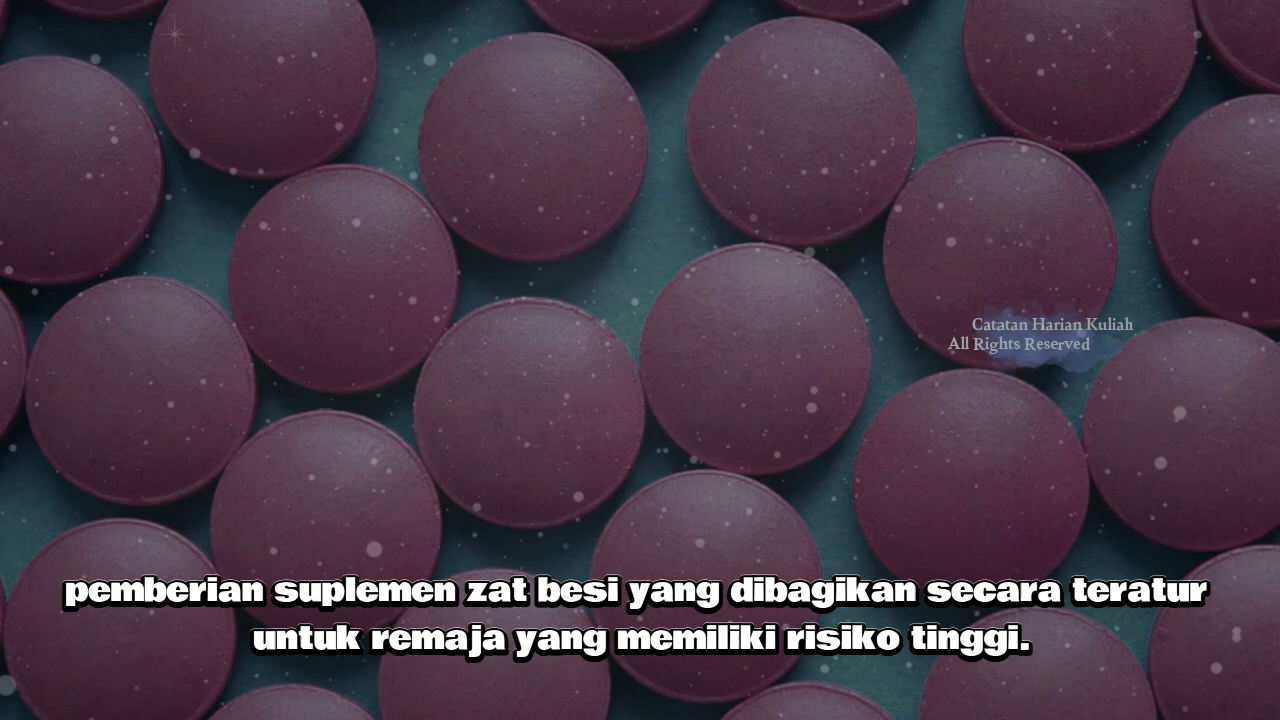 Catatan Harian Kuliah
All Rights Reserved
pemberian suplemen zat besi yang dibagikan secara teratur
untuk remaja yang memiliki risiko tinggi.